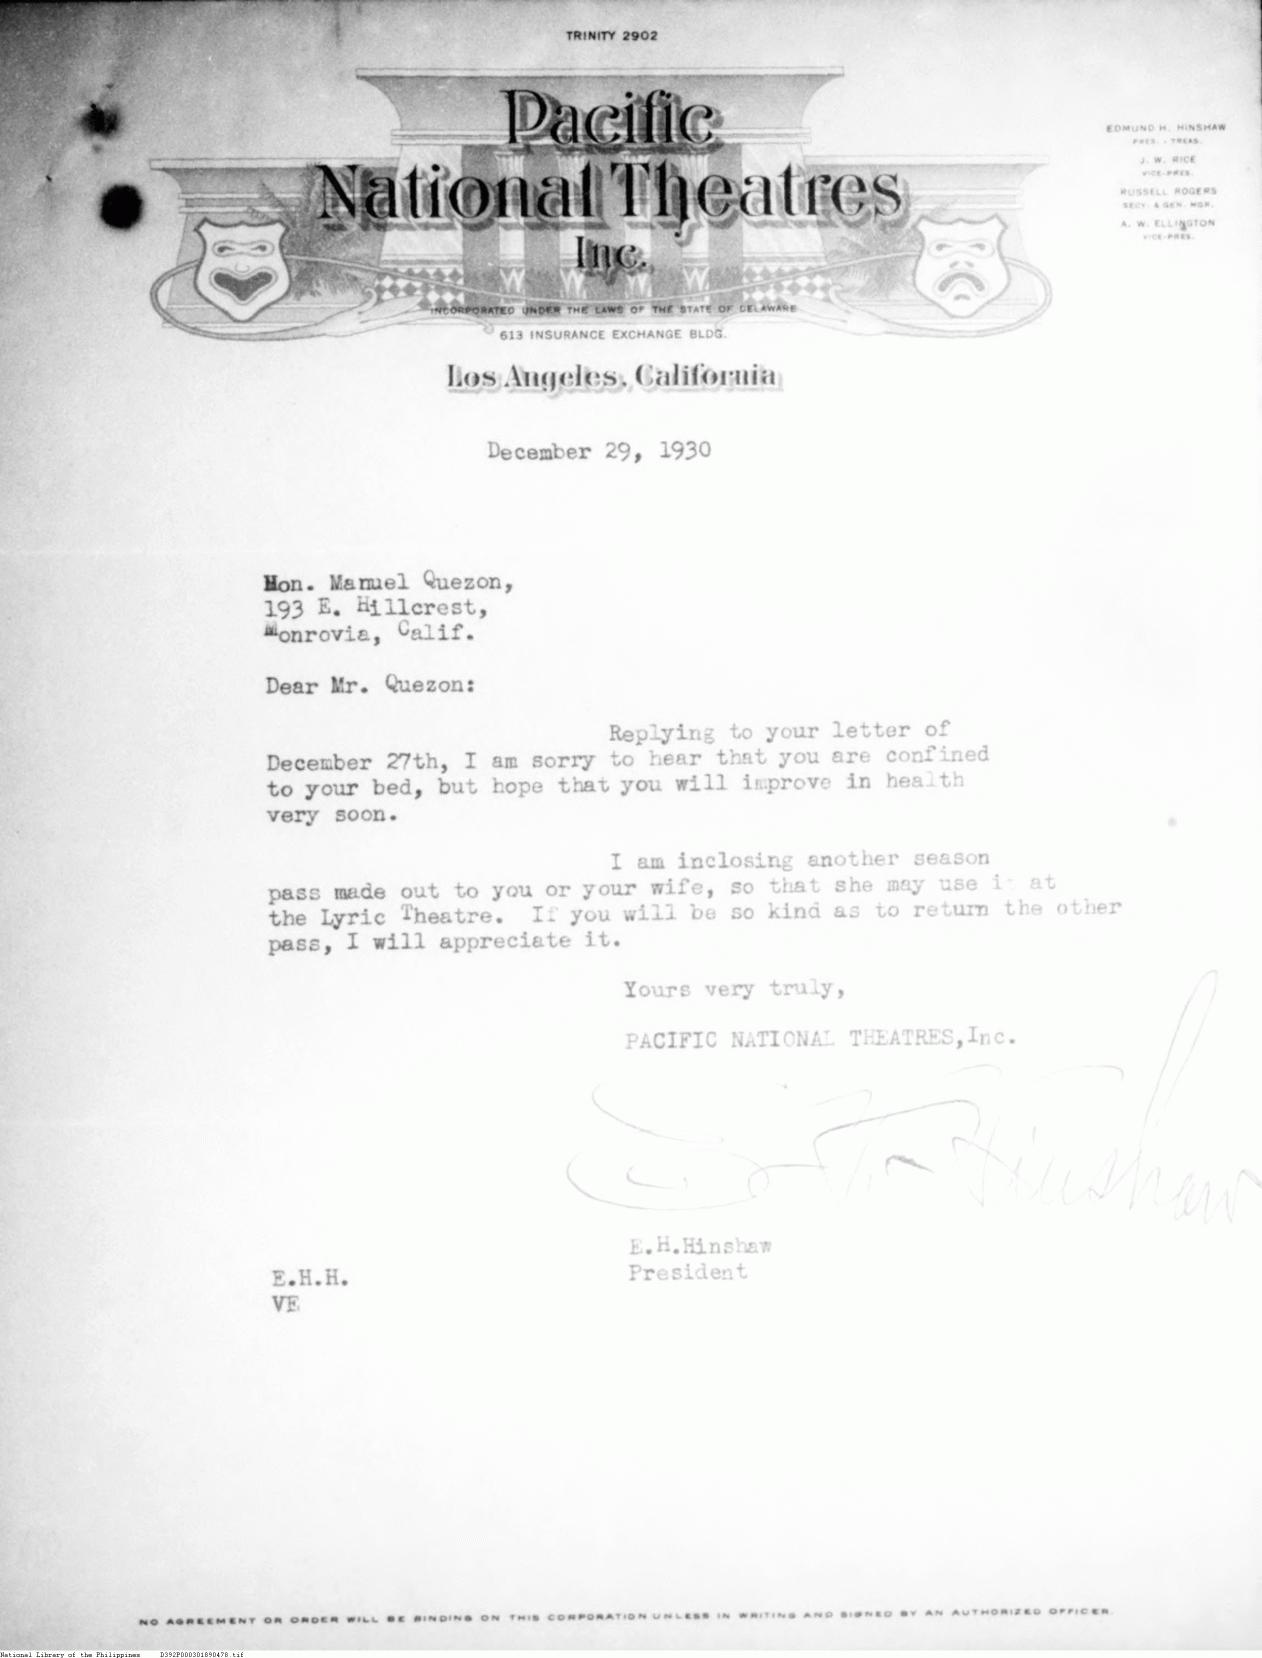 TRINITY 2902
Pacific
National Theatres
Inc.
INCORPORATED UNDER THE LAWS OF THE STATE OF DELAWARE
613 INSURANCE EXCHANGE BLDG.
Los Angeles, California
EDMUND H. HINSHAW
PRES. - TREAS.
J. W. RICE
VICE-PRES.
RUSSELL ROGERS
SECY. & GEN. MGR.
A. W. ELLINGTON
VICE-PRES.
December 29, 1930
Hon. Manuel Quezon,
193 E. Hillcrest,
Monrovia, Calif.
Dear Mr. Quezon:
Replying to your letter of
December 27th, I am sorry to hear that you are confined
to your bed, but hope that you will improve in health
very soon.
I am inclosing another season
pass made out to you or your wife, so that she may use it at
the Lyric Theatre. If you will be so kind as to return the other
pass, I will appreciate it.
Yours very truly,
PACIFIC NATIONAL THEATRES,Inc.
E. H. Hinshaw
E.H.Hinshaw
President
E.H.H.
VE
NO AGREEMENT OR ORDER WILL BE BINDING ON THIS CORPORATION UNLESS IN WRITING AND SIGNED BY AN AUTHORIZED OFFICER.
National Library of the Philippines D392P000301890478.tif